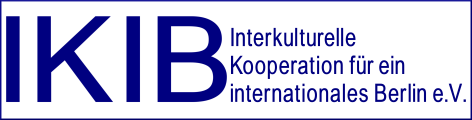 IKIB
Interkulturelle
Kooperation für ein
internationales Berlin e.V.